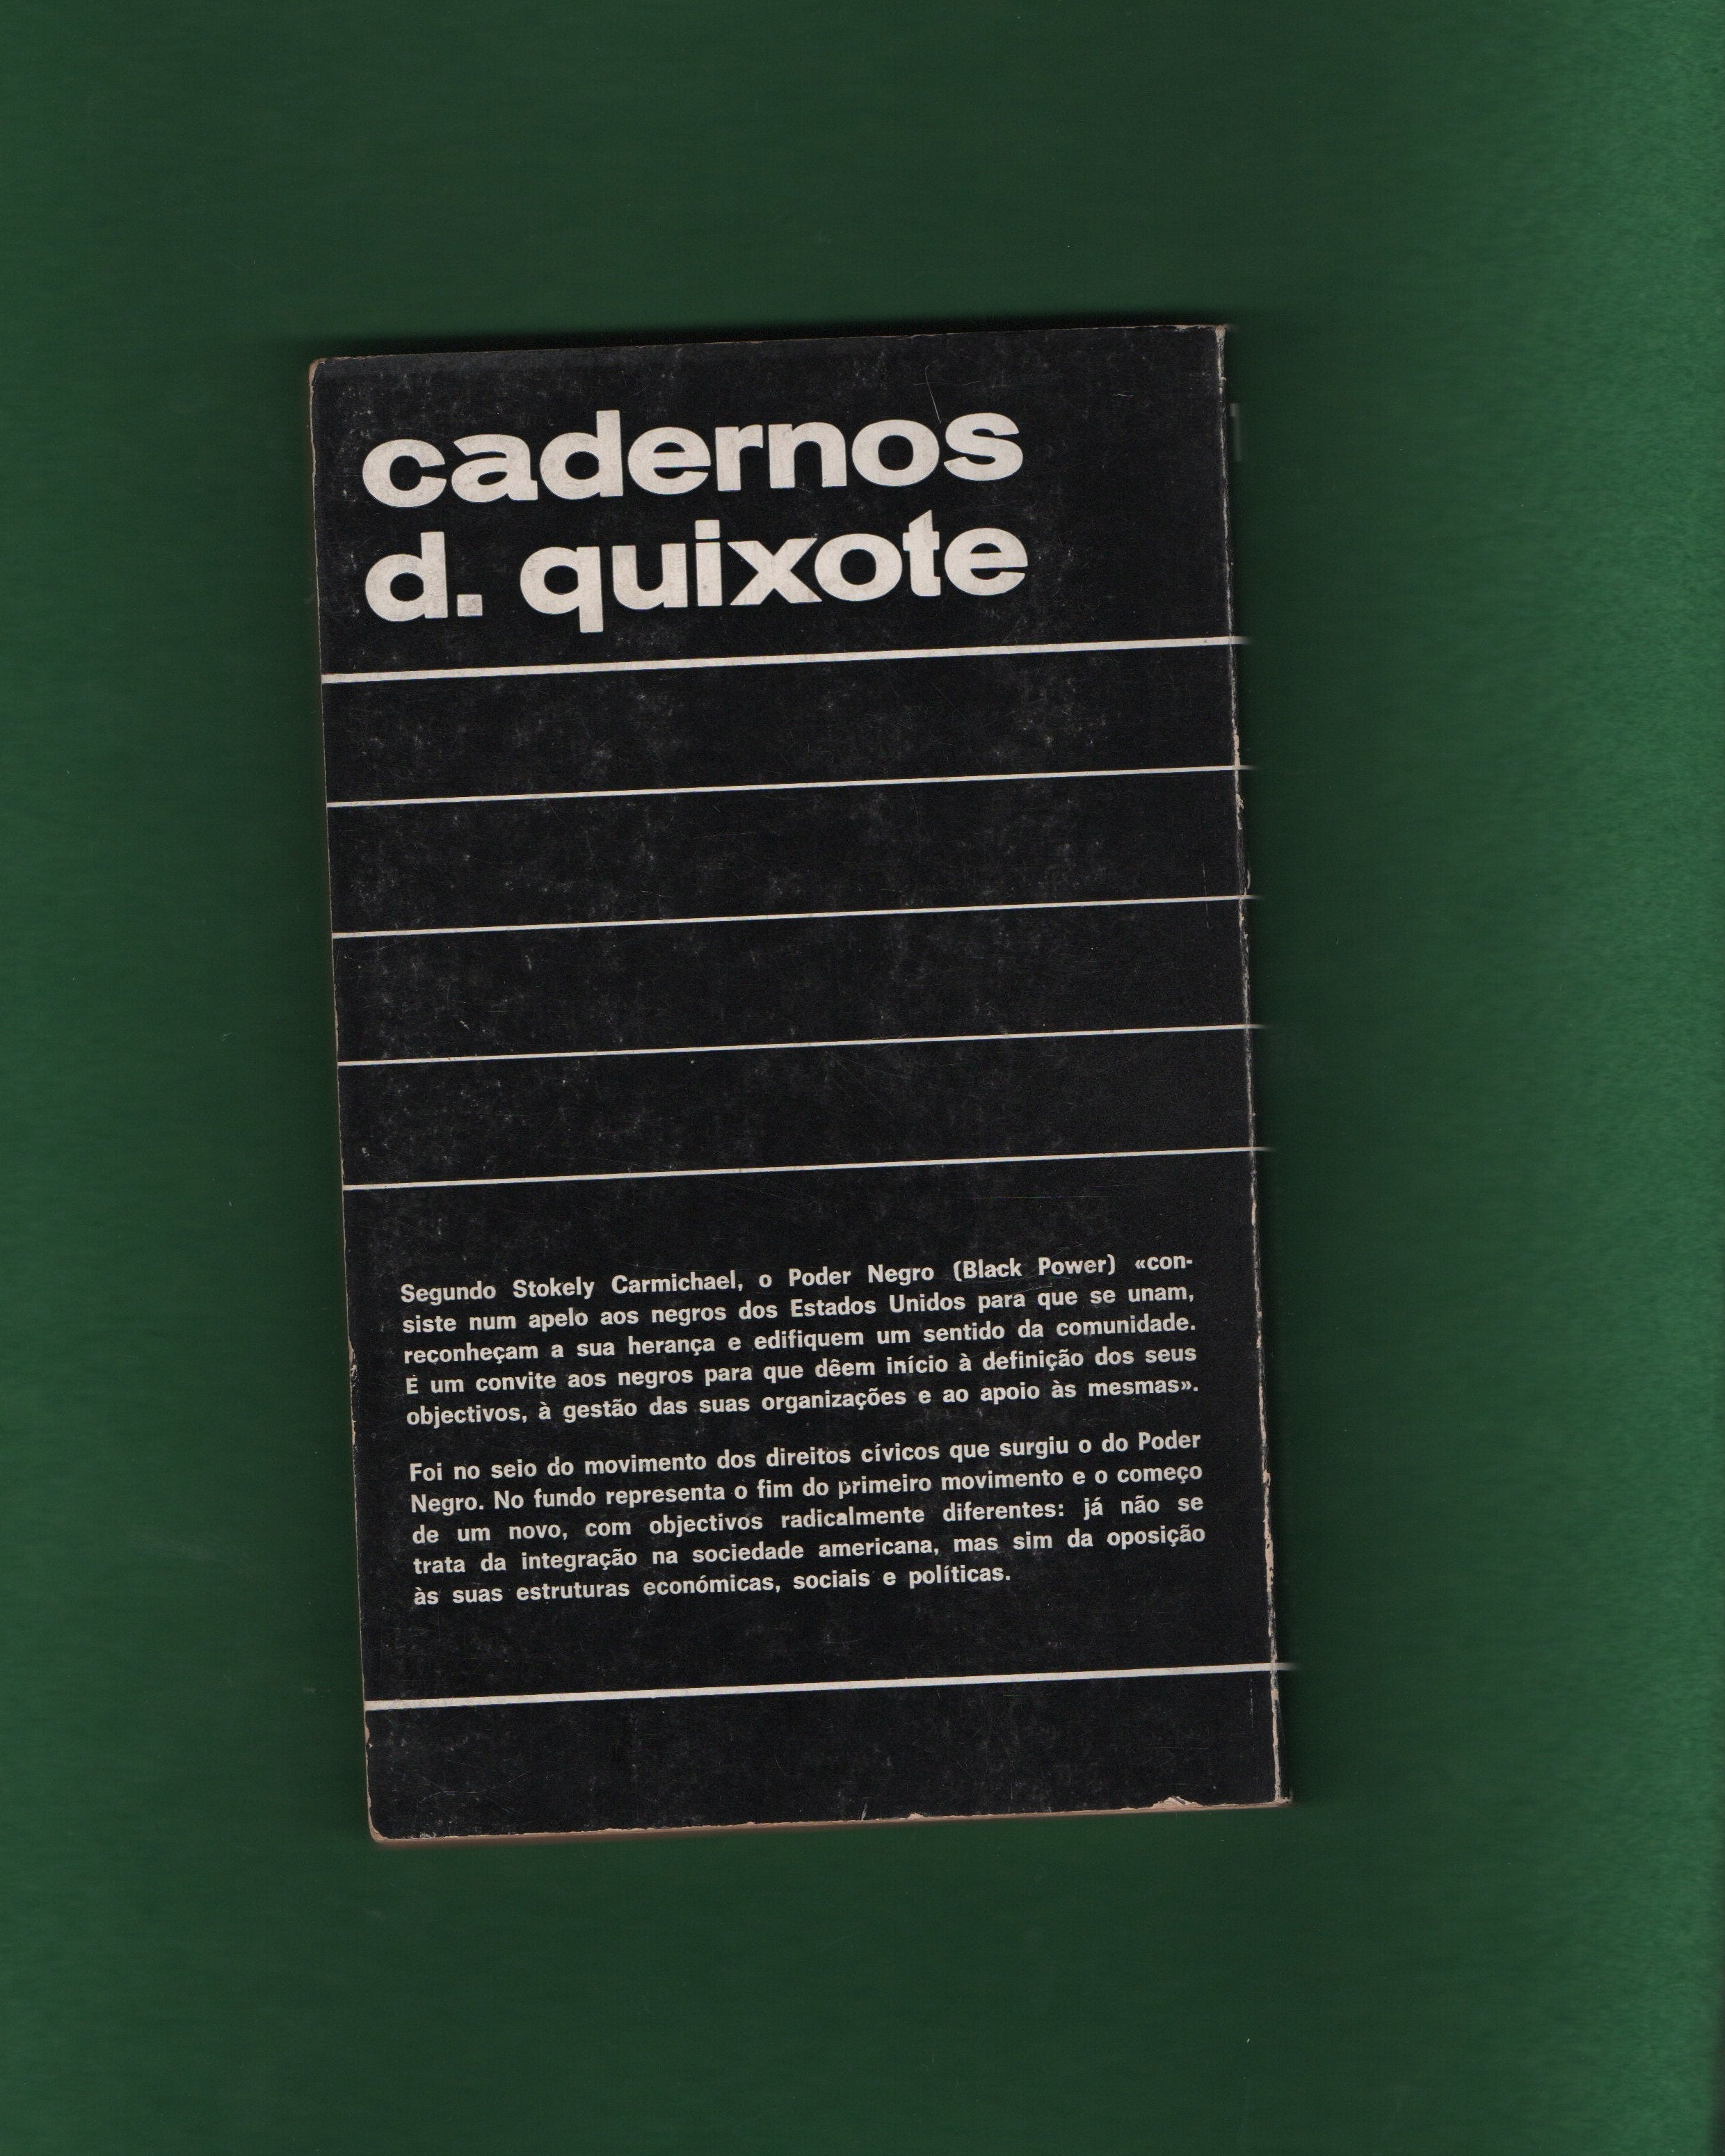 cadernos
d. quixote
Segundo Stokely Carmichael, o Poder Negro (Black Power) «con-
siste num apelo aos negros dos Estados Unidos para que se unam,
reconheçam a sua herança e edifiquem um sentido da comunidade.
É um convite aos negros para que dêem início à definição dos seus
objectivos, à gestão das suas organizações e ao apoio às mesmas».
Foi no seio do movimento dos direitos cívicos que surgiu o do Poder
Negro. No fundo representa o fim do primeiro movimento e o começo
de um novo, com objectivos radicalmente diferentes: já não se
trata da integração na sociedade americana, mas sim da oposição
às suas estruturas económicas, sociais e políticas.